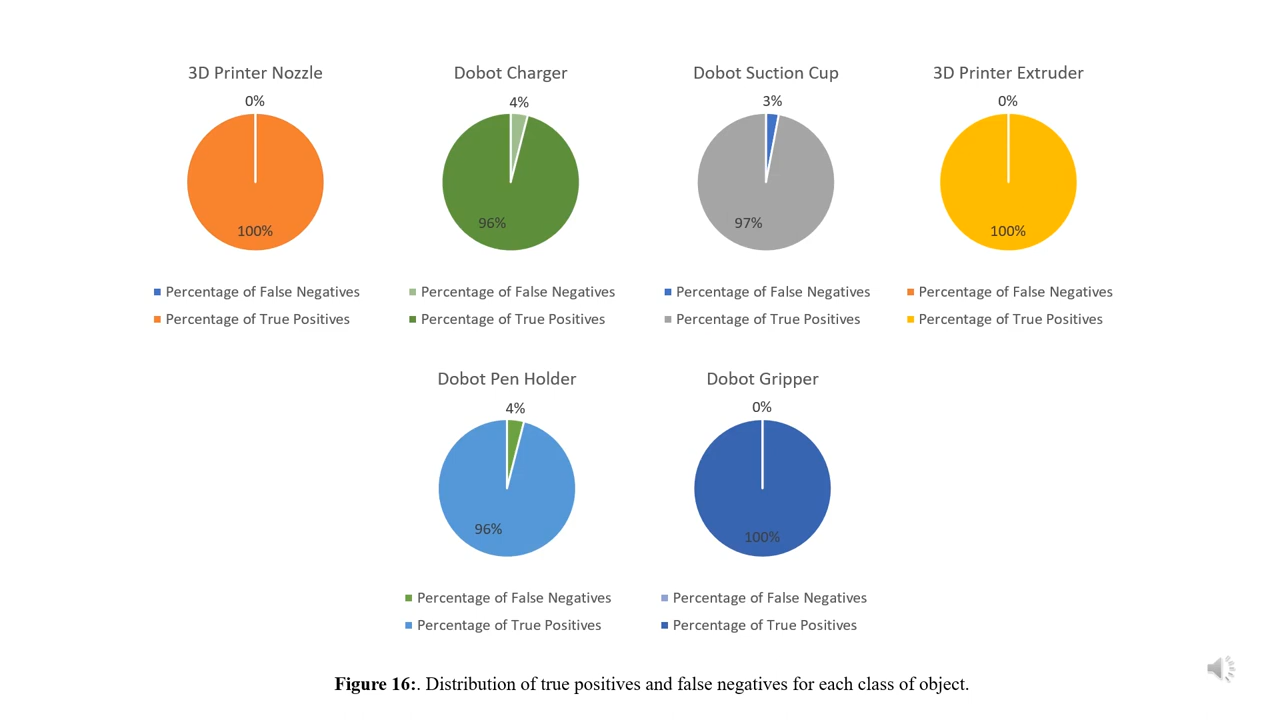 3D Printer Nozzle
0%
100%
Percentage of False Negatives
Percentage of True Positives
Dobot Charger
4%
96%
Percentage of False Negatives
Percentage of True Positives
Dobot Suction Cup
3%
97%
Percentage of False Negatives
Percentage of True Positives
3D Printer Extruder
0%
100%
Percentage of False Negatives
Percentage of True Positives
Dobot Pen Holder
4%
96%
Percentage of False Negatives
Percentage of True Positives
Dobot Gripper
0%
100%
Percentage of False Negatives
Percentage of True Positives
Figure 16:. Distribution of true positives and false negatives for each class of object.